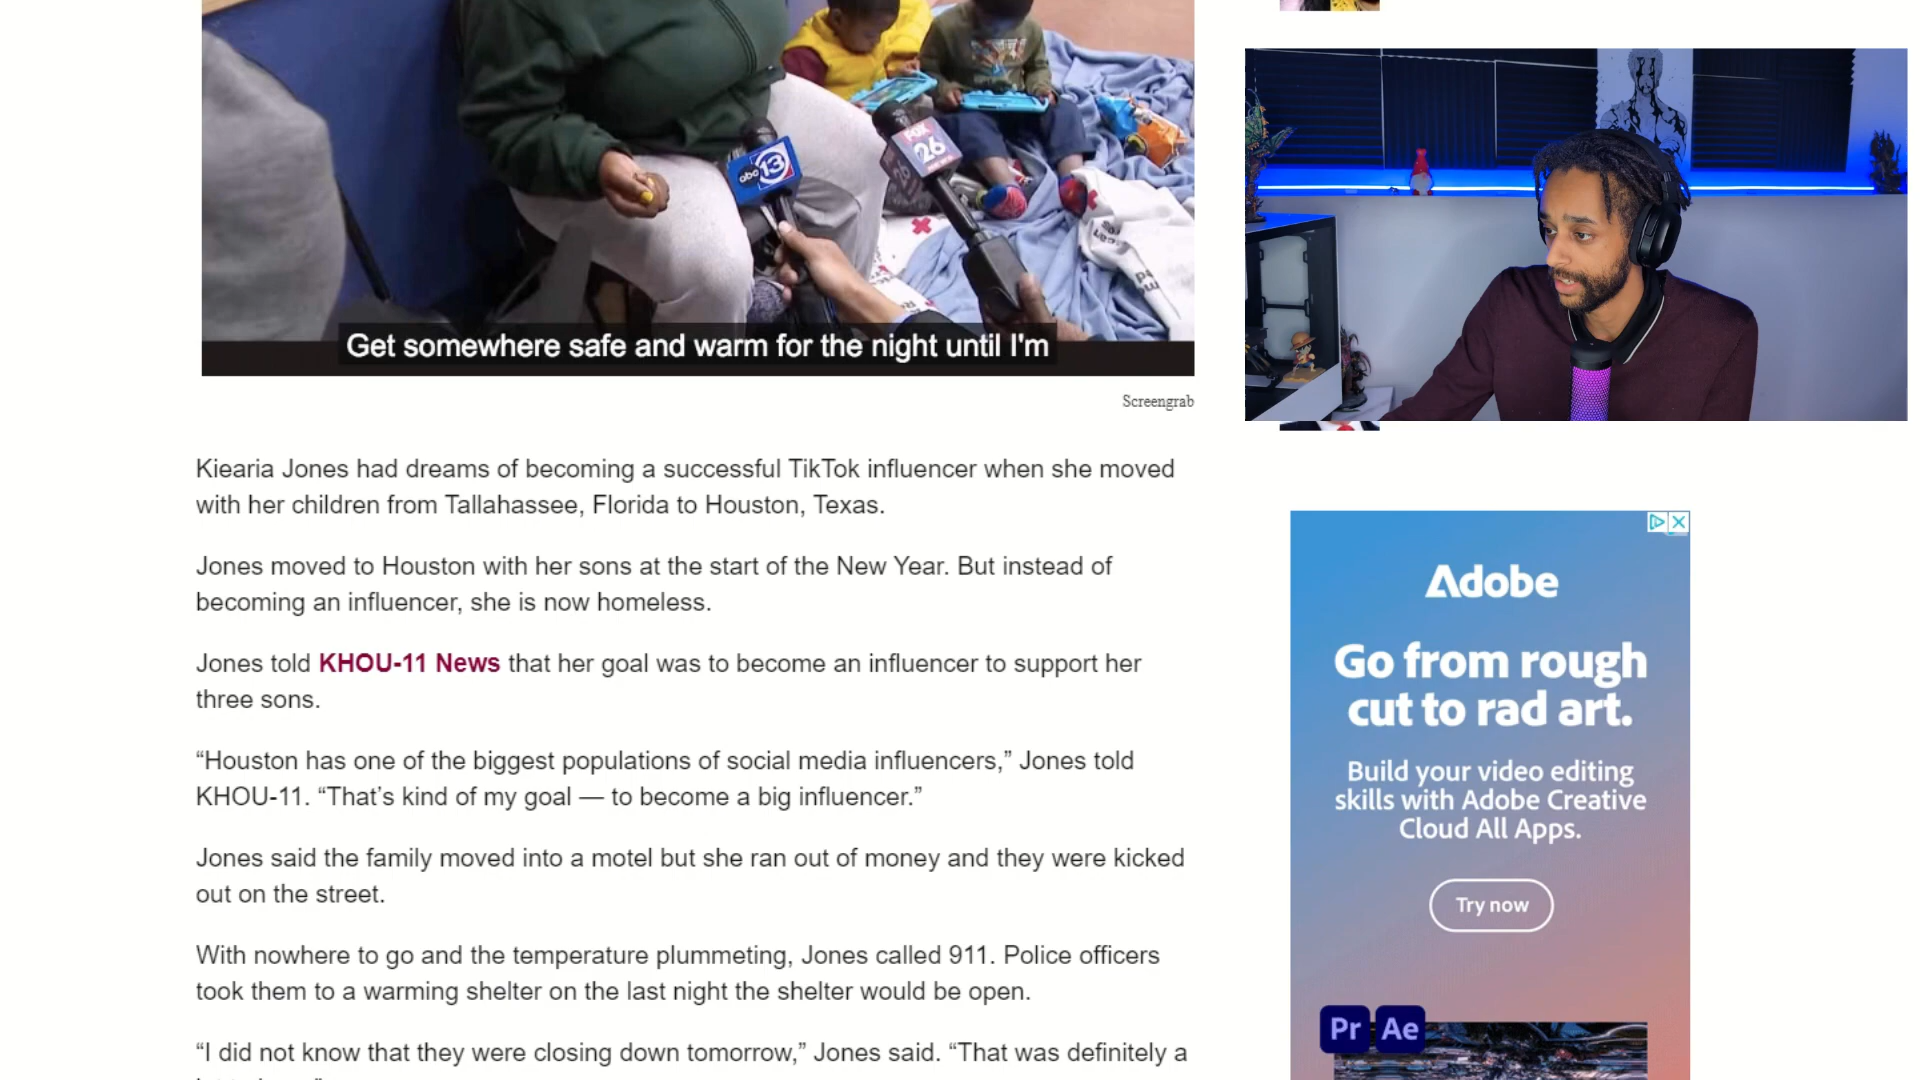 abc 13
FOX
26
Get somewhere safe and warm for the night until I'm
Screengrab
Kiearia Jones had dreams of becoming a successful TikTok influencer when she moved
with her children from Tallahassee, Florida to Houston, Texas.
Jones moved to Houston with her sons at the start of the New Year. But instead of
becoming an influencer, she is now homeless.
Jones told KHOU-11 News that her goal was to become an influencer to support her
three sons.
“Houston has one of the biggest populations of social media influencers,” Jones told
KHOU-11. “That’s kind of my goal — to become a big influencer.”
Jones said the family moved into a motel but she ran out of money and they were kicked
out on the street.
With nowhere to go and the temperature plummeting, Jones called 911. Police officers
took them to a warming shelter on the last night the shelter would be open.
“I did not know that they were closing down tomorrow,” Jones said. “That was definitely a
Adobe
Go from rough
cut to rad art.
Build your video editing
skills with Adobe Creative
Cloud All Apps.
Try now
Pr Ae